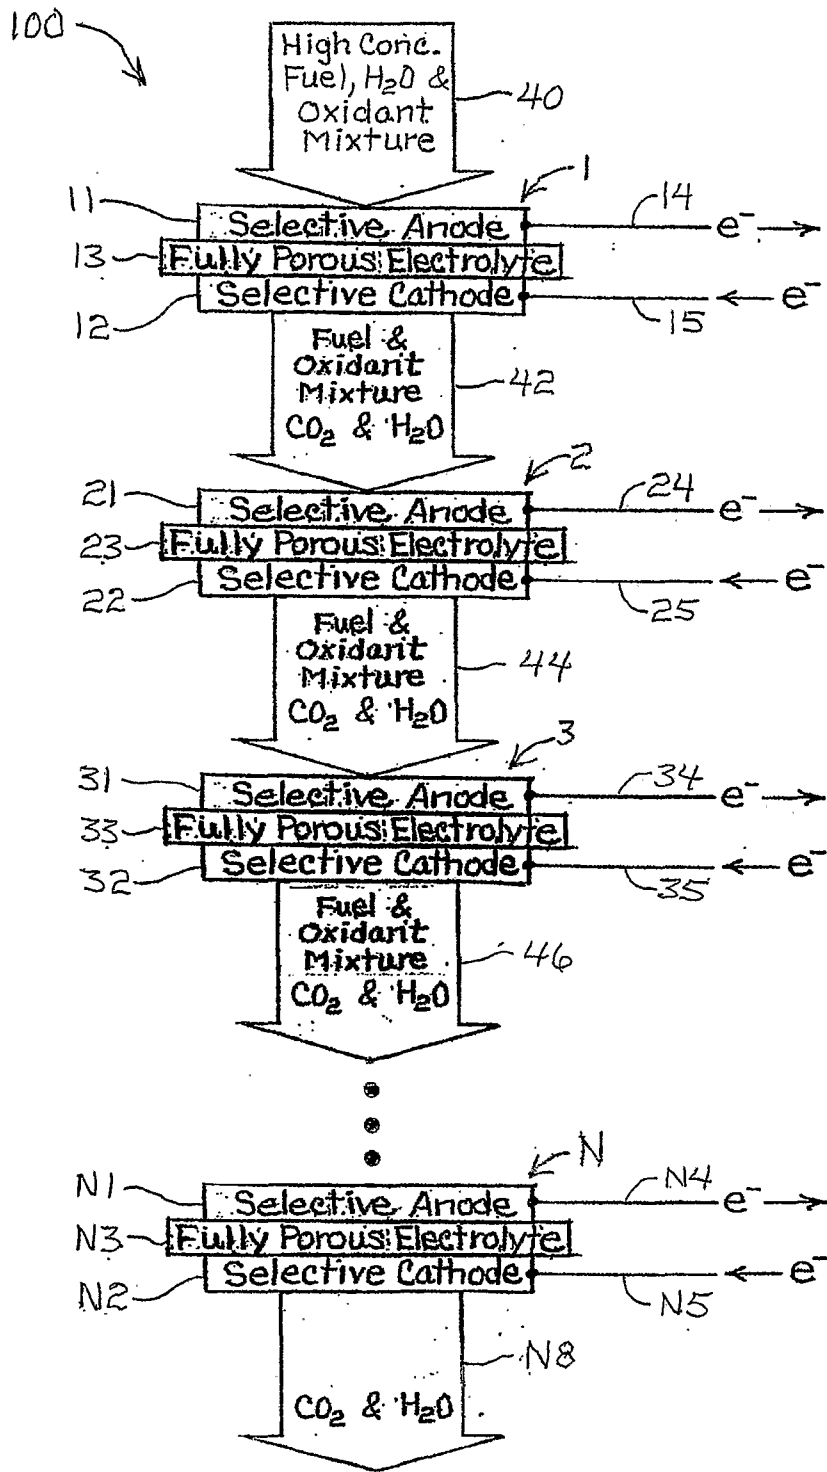 100
High Conc.
Fuel, H₂O &
Oxidant
Mixture
40
1
11
Selective Anode
14
e⁻
13
Fully Porous Electrolyte
12
Selective Cathode
15
e⁻
Fuel &
Oxidant
Mixture
CO₂ & H₂O
42
2
21
Selective Anode
24
e⁻
23
Fully Porous Electrolyte
22
Selective Cathode
25
e⁻
Fuel &
Oxidant
Mixture
CO₂ & H₂O
44
3
31
Selective Anode
34
e⁻
33
Fully Porous Electrolyte
32
Selective Cathode
35
e⁻
Fuel &
Oxidant
Mixture
CO₂ & H₂O
46
N
N1
Selective Anode
N4
e⁻
N3
Fully Porous Electrolyte
N2
Selective Cathode
N5
e⁻
N8
CO₂ & H₂O